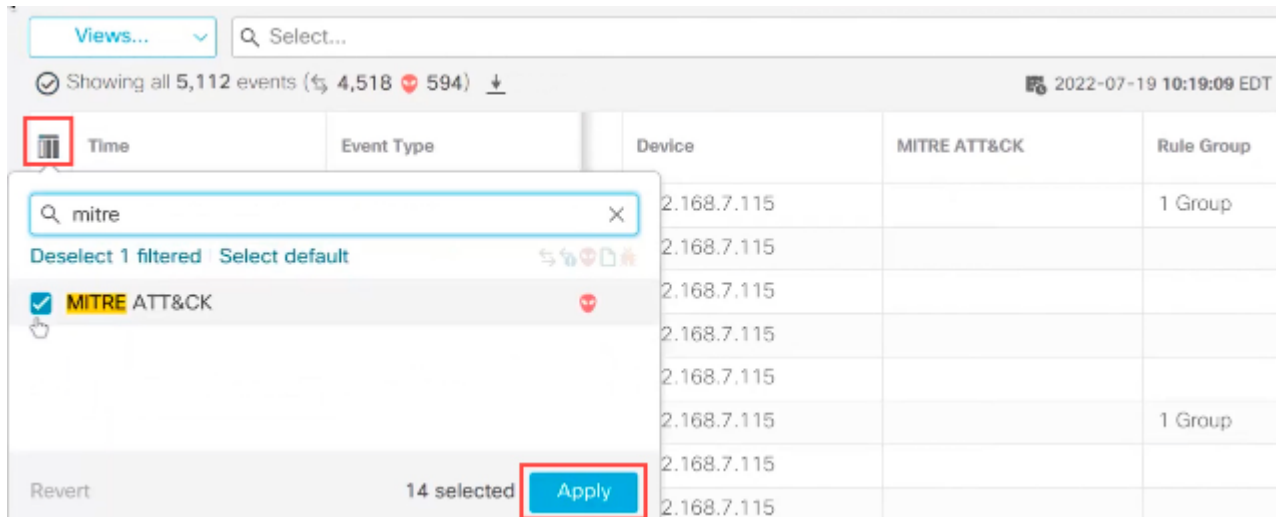 Views... Select...
Showing all 5,112 events (4,518 594) 2022-07-19 10:19:09 EDT
Time Event Type Device MITRE ATT&CK Rule Group
mitre 2.168.7.115 1 Group
Deselect 1 filtered Select default 2.168.7.115
MITRE ATT&CK 2.168.7.115
2.168.7.115
2.168.7.115
2.168.7.115 1 Group
2.168.7.115
Revert 14 selected Apply
2.168.7.115